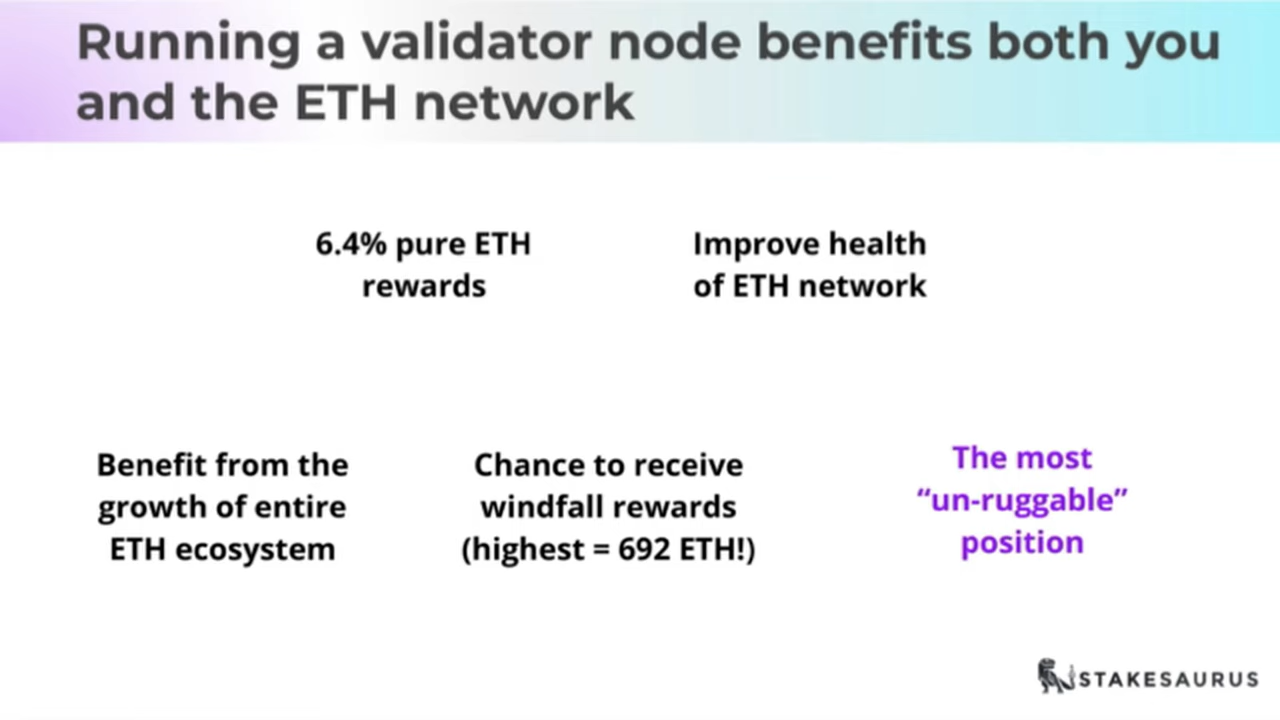 Running a validator node benefits both you
and the ETH network
6.4% pure ETH
rewards
Improve health
of ETH network
Benefit from the
growth of entire
ETH ecosystem
Chance to receive
windfall rewards
(highest = 692 ETH!)
The most
“un-ruggable”
position
STAKESAURUS